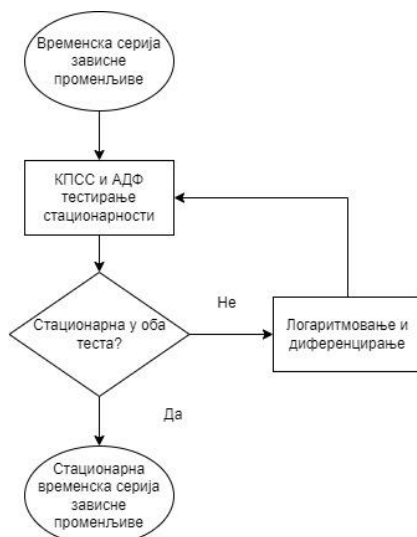 Временска серија
зависне
променљиве
КПСС и АДФ
тестирање
стационарности
Стационарна у оба
теста?
Не
Логаритмовање и
диференцирање
Да
Стационарна
временска серија
зависне
променљиве